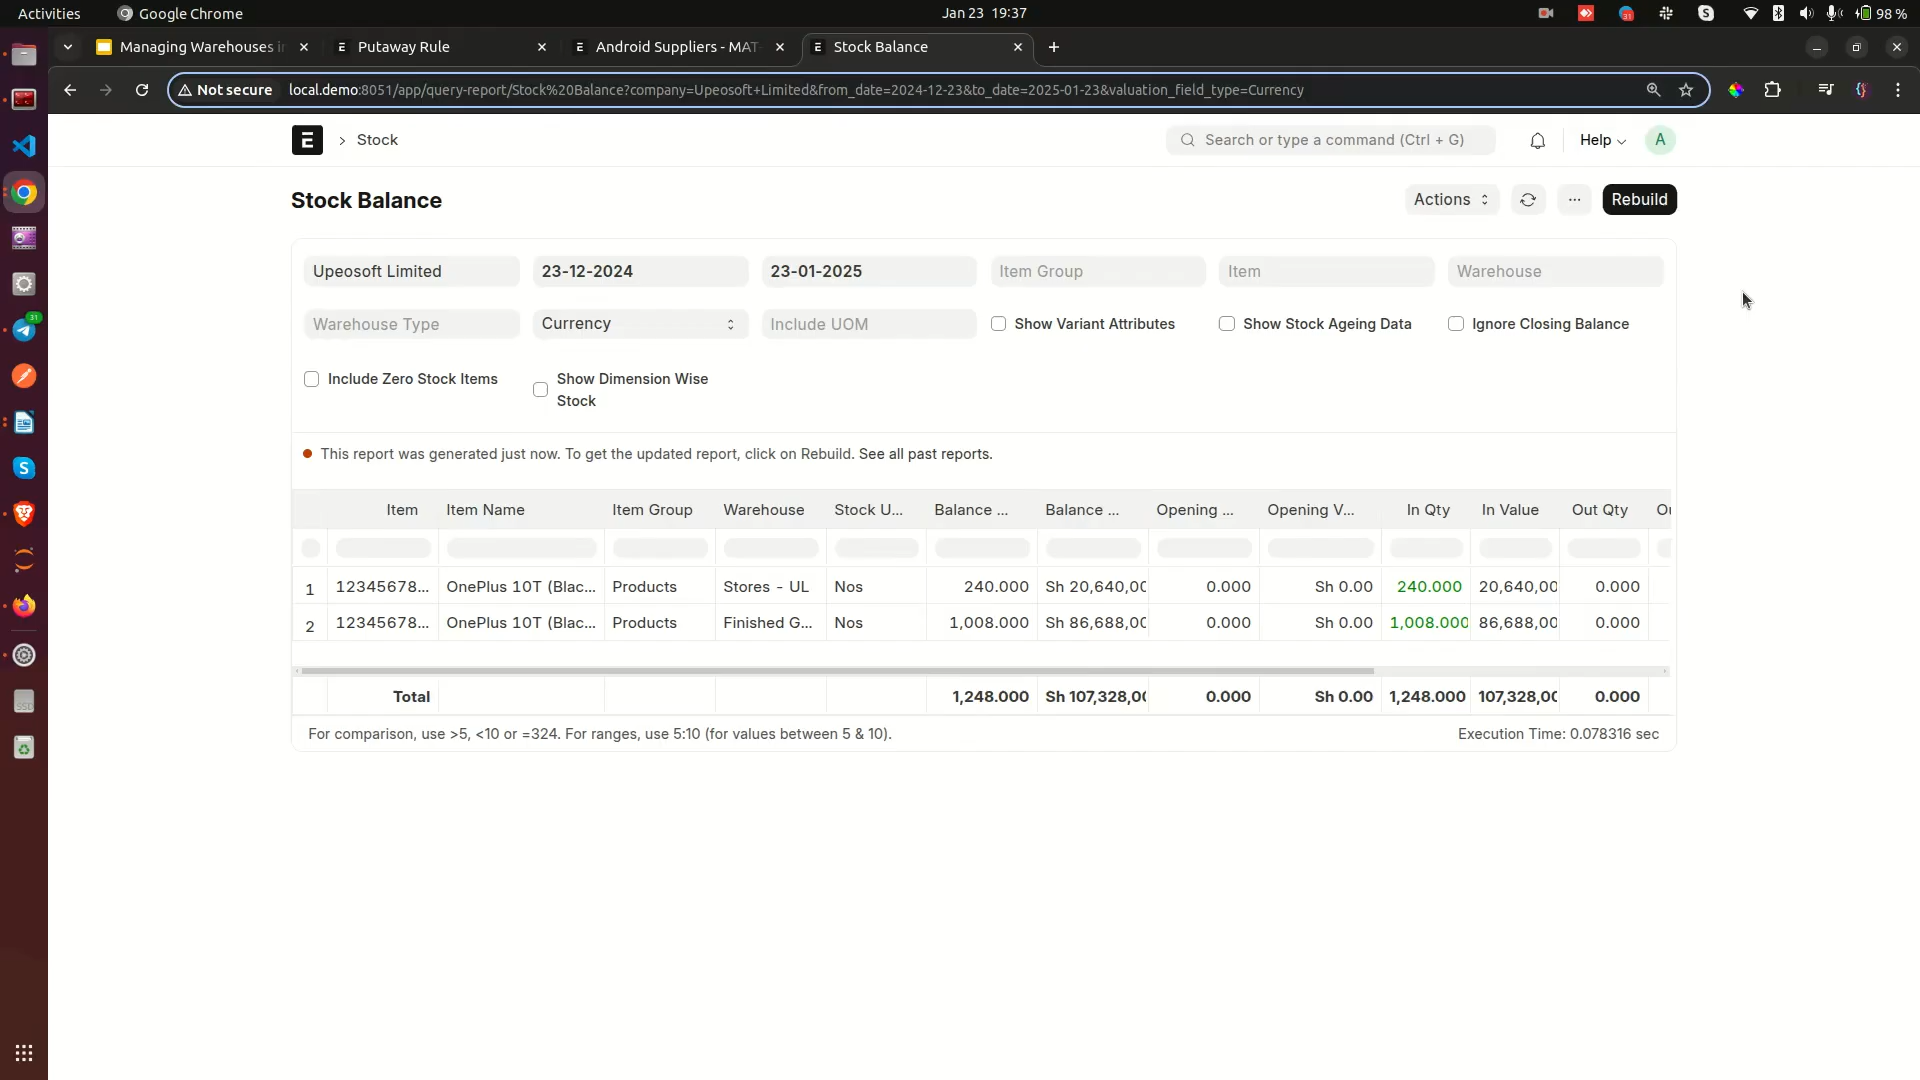 Activities
Google Chrome
Jan 23 19:37
98 %
Managing Warehouses i
Putaway Rule
Android Suppliers - MAT-
Stock Balance
Not secure
local.demo:8051/app/query-report/Stock%20Balance?company=Upeosoft+Limited&from_date=2024-12-23&to_date=2025-01-23&valuation_field_type=Currency
E
Stock
Search or type a command (Ctrl + G)
Help
A
Stock Balance
Actions
...
Rebuild
Upeosoft Limited
23-12-2024
23-01-2025
Item Group
Item
Warehouse
Warehouse Type
Currency
Include UOM
Show Variant Attributes
Show Stock Ageing Data
Ignore Closing Balance
Include Zero Stock Items
Show Dimension Wise
Stock
This report was generated just now. To get the updated report, click on Rebuild. See all past reports.
Item Item Name Item Group Warehouse Stock U... Balance ... Balance ... Opening ... Opening V... In Qty In Value Out Qty Ou
1 12345678... OnePlus 10T (Blac... Products Stores - UL Nos 240.000 Sh 20,640,00 0.000 Sh 0.00 240.000 20,640,00 0.000
2 12345678... OnePlus 10T (Blac... Products Finished G... Nos 1,008.000 Sh 86,688,00 0.000 Sh 0.00 1,008.000 86,688,00 0.000
Total 1,248.000 Sh 107,328,00 0.000 Sh 0.00 1,248.000 107,328,00 0.000
For comparison, use >5, <10 or =324. For ranges, use 5:10 (for values between 5 & 10).
Execution Time: 0.078316 sec